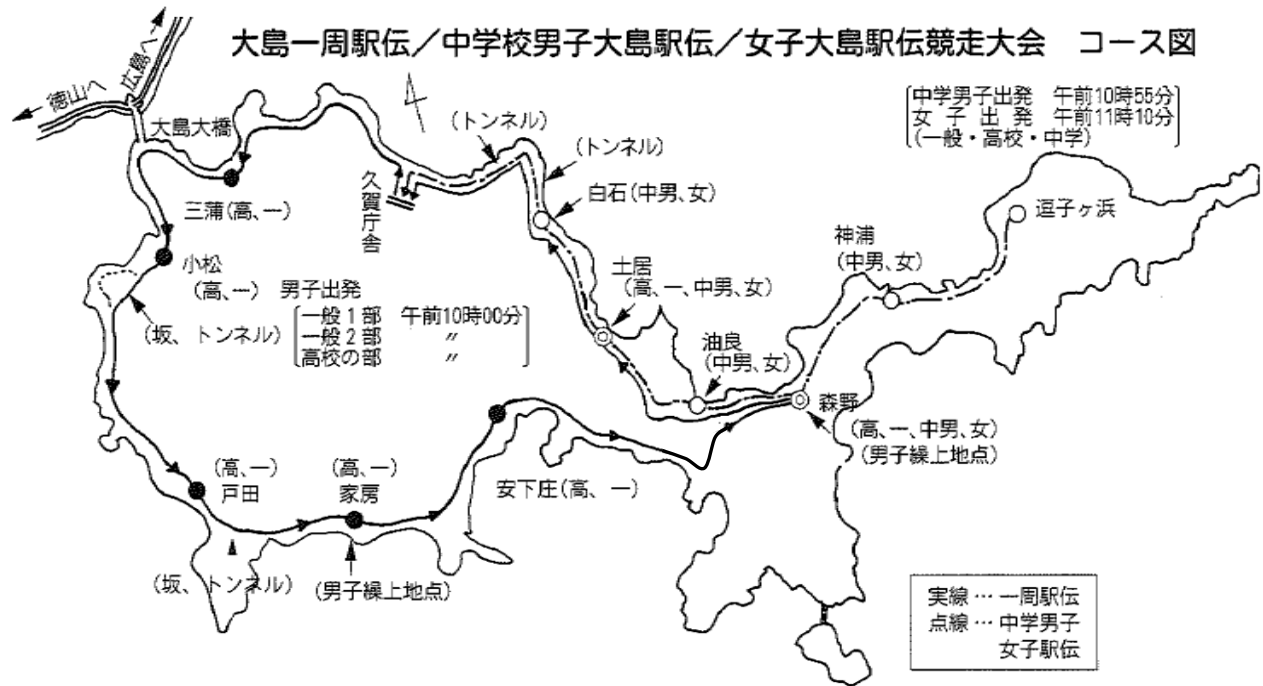 大島一周駅伝／中学校男子大島駅伝／女子大島駅伝競走大会　コース図
徳山へ
広島へ
大島大橋
中学男子出発　午前10時55分
女子出発　午前11時10分
(一般・高校・中学)
(トンネル)
(トンネル)
久賀庁舎
白石(中男、女)
逗子ヶ浜
三蒲(高、一)
神浦
(中男、女)
小松
(高、一)
土居
(高、一、中男、女)
男子出発
一般1部　午前10時00分
一般2部　〃
高校の部　〃
(坂、トンネル)
油良
(中男、女)
森野
(高、一、中男、女)
(男子繰上地点)
(高、一)
戸田
(高、一)
家房
安下庄(高、一)
(坂、トンネル)
(男子繰上地点)
実線…一周駅伝
点線…中学男子
女子駅伝